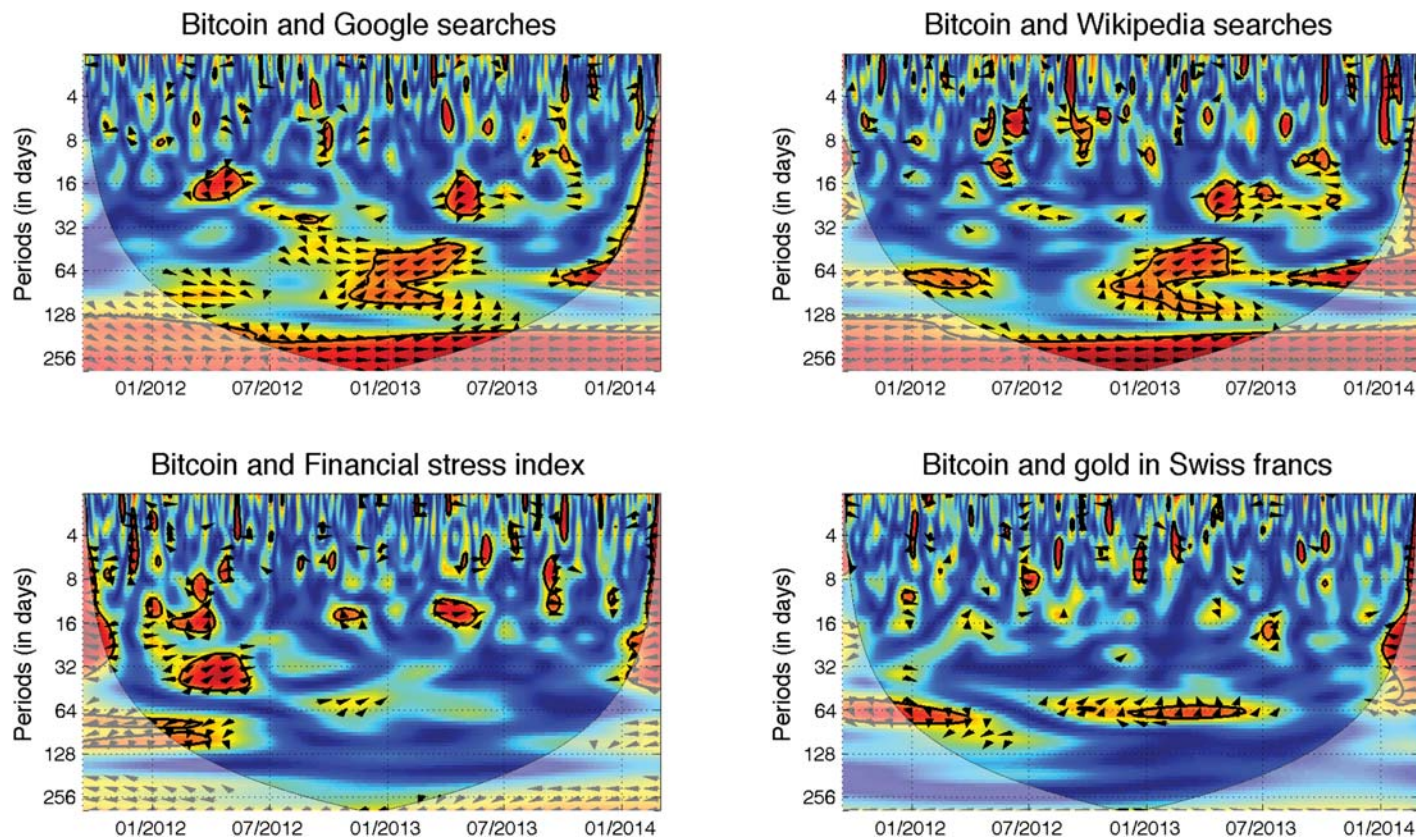 Bitcoin and Google searches
Periods (in days)
4
8
16
32
64
128
256
01/2012 07/2012 01/2013 07/2013 01/2014
Bitcoin and Wikipedia searches
Periods (in days)
4
8
16
32
64
128
256
01/2012 07/2012 01/2013 07/2013 01/2014
Bitcoin and Financial stress index
Periods (in days)
4
8
16
32
64
128
256
01/2012 07/2012 01/2013 07/2013 01/2014
Bitcoin and gold in Swiss francs
Periods (in days)
4
8
16
32
64
128
256
01/2012 07/2012 01/2013 07/2013 01/2014